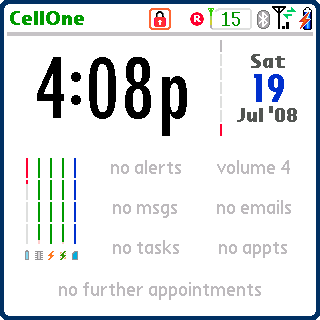 CellOne R 15
4:08p
Sat
19
Jul '08
no alerts volume 4
no msgs no emails
no tasks no appts
no further appointments